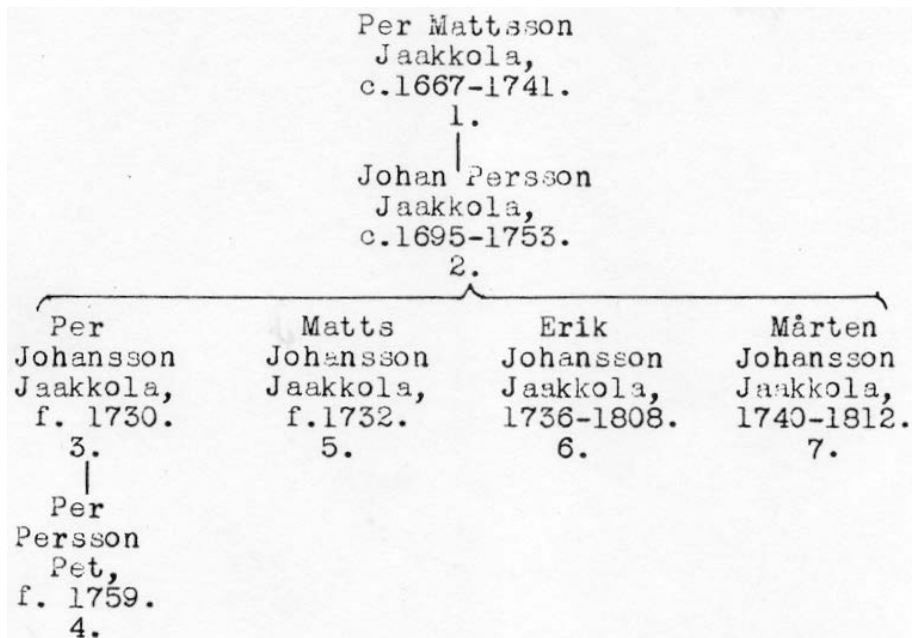 Per Mattsson
Jaakkola,
c.1667-1741.
1.
Johan Persson
Jaakkola,
c.1695-1753.
2.
Per
Johansson
Jaakkola,
f. 1730.
3.
Matts
Johansson
Jaakkola,
f.1732.
5.
Erik
Johansson
Jaakkola,
1736-1808.
6.
Mårten
Johansson
Jaakkola,
1740-1812.
7.
Per
Persson
Pet,
f. 1759.
4.